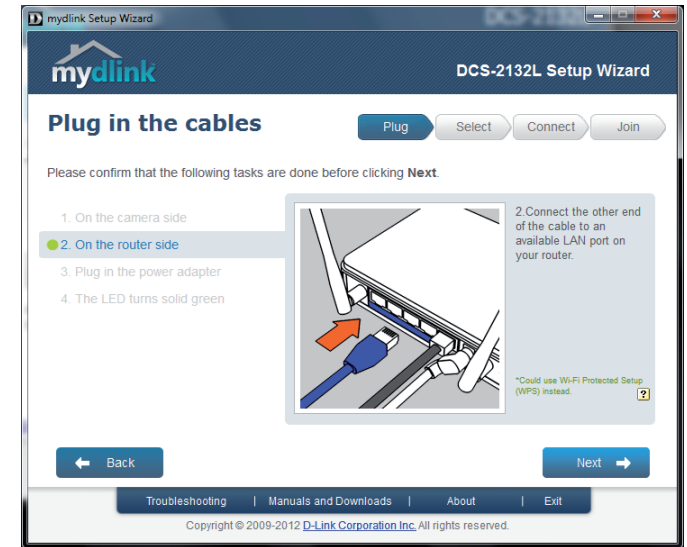 mydlink Setup Wizard
mydlink
DCS-2132L Setup Wizard
Plug in the cables
Plug
Select
Connect
Join
Please confirm that the following tasks are done before clicking Next.
1. On the camera side
2. On the router side
3. Plug in the power adapter
4. The LED turns solid green
2.Connect the other end
of the cable to an
available LAN port on
your router.
*Could use Wi-Fi Protected Setup
(WPS) instead.
?
Back
Next
Troubleshooting | Manuals and Downloads | About | Exit
Copyright © 2009-2012 D-Link Corporation Inc. All rights reserved.